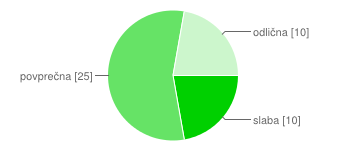 odlična [10]
povprečna [25]
slaba [10]